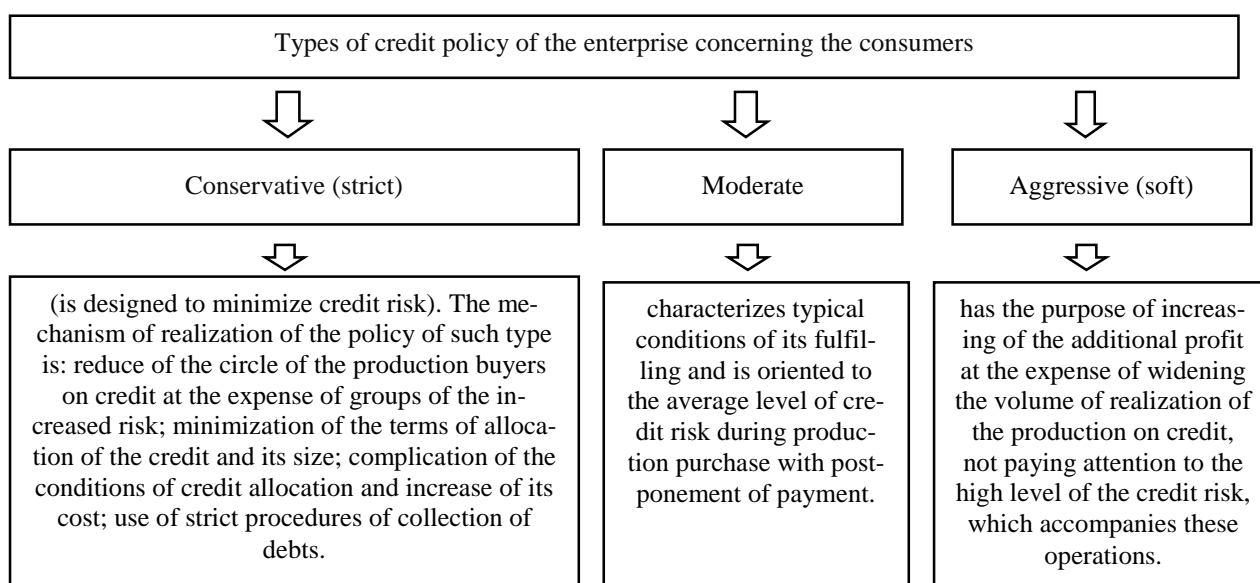 Types of credit policy of the enterprise concerning the consumers
Conservative (strict)
Moderate
Aggressive (soft)
(is designed to minimize credit risk). The me-
chanism of realization of the policy of such type
is: reduce of the circle of the production buyers
on credit at the expense of groups of the in-
creased risk; minimization of the terms of alloca-
tion of the credit and its size; complication of the
conditions of credit allocation and increase of its
cost; use of strict procedures of collection of
debts.
characterizes typical
conditions of its fulfil-
ling and is oriented to
the average level of cre-
dit risk during produc-
tion purchase with post-
ponement of payment.
has the purpose of increas-
ing of the additional profit
at the expense of widening
the volume of realization of
the production on credit,
not paying attention to the
high level of the credit risk,
which accompanies these
operations.